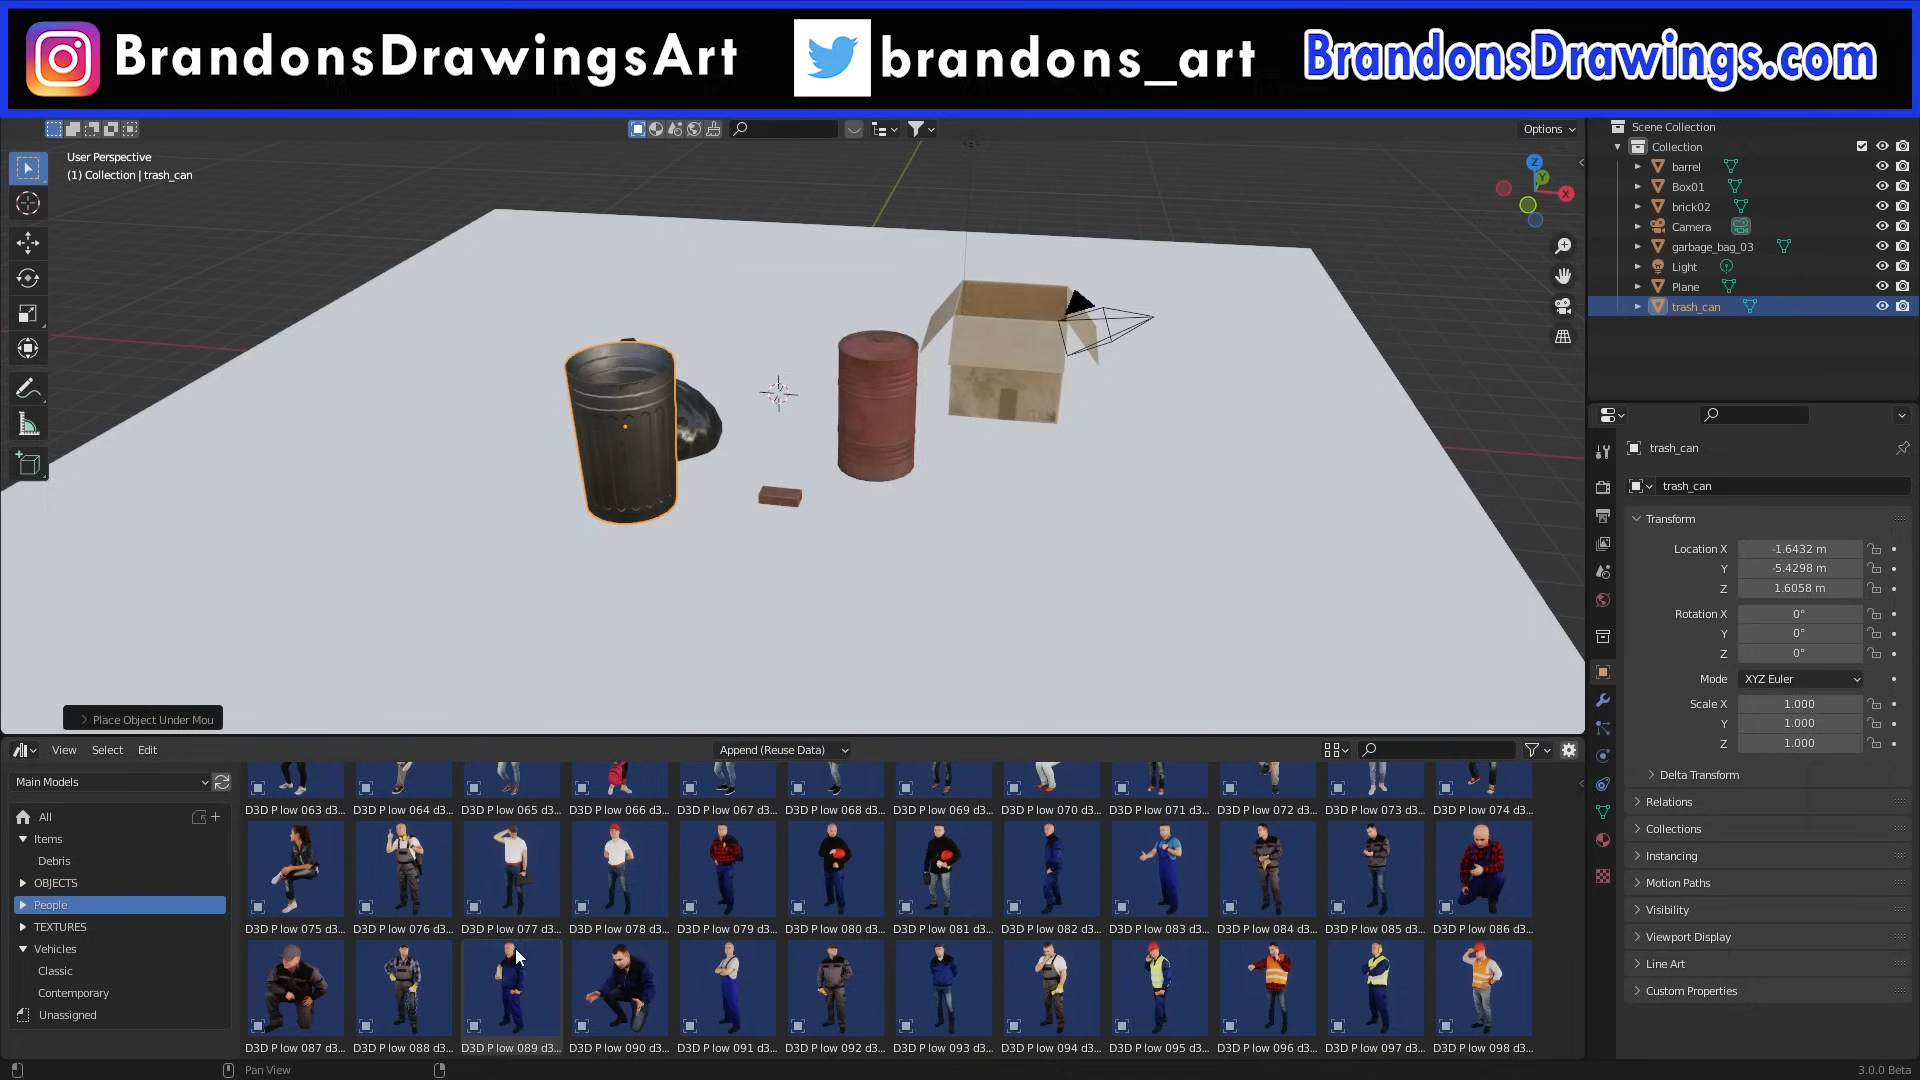 BrandonsDrawingsArt brandons_art BrandonsDrawings.com
Options
User Perspective
(1) Collection | trash_can
Z
Y
X
Place Object Under Mou
Scene Collection
Collection
barrel
Box01
brick02
Camera
garbage_bag_03
Light
Plane
trash_can
trash_can
trash_can
Transform
Location X -1.6432 m
Y -5.4298 m
Z 1.6058 m
Rotation X 0°
Y 0°
Z 0°
Mode XYZ Euler
Scale X 1.000
Y 1.000
Z 1.000
Delta Transform
Relations
Collections
Instancing
Motion Paths
Visibility
Viewport Display
Line Art
Custom Properties
View Select Edit Append (Reuse Data)
Main Models
All
Items
Debris
OBJECTS
People
TEXTURES
Vehicles
Classic
Contemporary
Unassigned
D3D P low 063 d3... D3D P low 064 d3... D3D P low 065 d3... D3D P low 066 d3... D3D P low 067 d3... D3D P low 068 d3... D3D P low 069 d3... D3D P low 070 d3... D3D P low 071 d3... D3D P low 072 d3... D3D P low 073 d3... D3D P low 074 d3...
D3D P low 075 d3... D3D P low 076 d3... D3D P low 077 d3... D3D P low 078 d3... D3D P low 079 d3... D3D P low 080 d3... D3D P low 081 d3... D3D P low 082 d3... D3D P low 083 d3... D3D P low 084 d3... D3D P low 085 d3... D3D P low 086 d3...
D3D P low 087 d3... D3D P low 088 d3... D3D P low 089 d3... D3D P low 090 d3... D3D P low 091 d3... D3D P low 092 d3... D3D P low 093 d3... D3D P low 094 d3... D3D P low 095 d3... D3D P low 096 d3... D3D P low 097 d3... D3D P low 098 d3...
Pan View
3.0.0 Beta